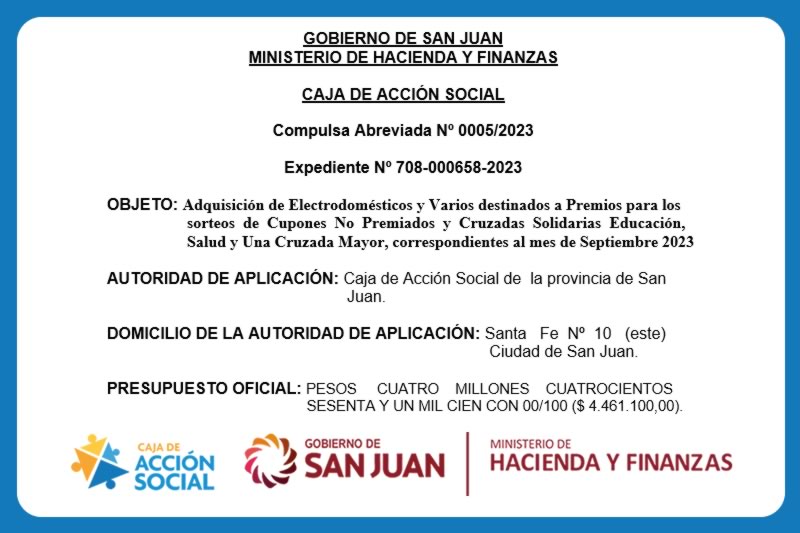 GOBIERNO DE SAN JUAN
MINISTERIO DE HACIENDA Y FINANZAS
CAJA DE ACCIÓN SOCIAL
Compulsa Abreviada Nº 0005/2023
Expediente Nº 708-000658-2023
OBJETO: Adquisición de Electrodomésticos y Varios destinados a Premios para los
sorteos de Cupones No Premiados y Cruzadas Solidarias Educación,
Salud y Una Cruzada Mayor, correspondientes al mes de Septiembre 2023
AUTORIDAD DE APLICACIÓN: Caja de Acción Social de la provincia de San
Juan.
DOMICILIO DE LA AUTORIDAD DE APLICACIÓN: Santa Fe Nº 10 (este)
Ciudad de San Juan.
PRESUPUESTO OFICIAL: PESOS CUATRO MILLONES CUATROCIENTOS
SESENTA Y UN MIL CIEN CON 00/100 ($ 4.461.100,00).
CAJA DE
ACCIÓN
SOCIAL
GOBIERNO DE
SAN JUAN
MINISTERIO DE
HACIENDA Y FINANZAS